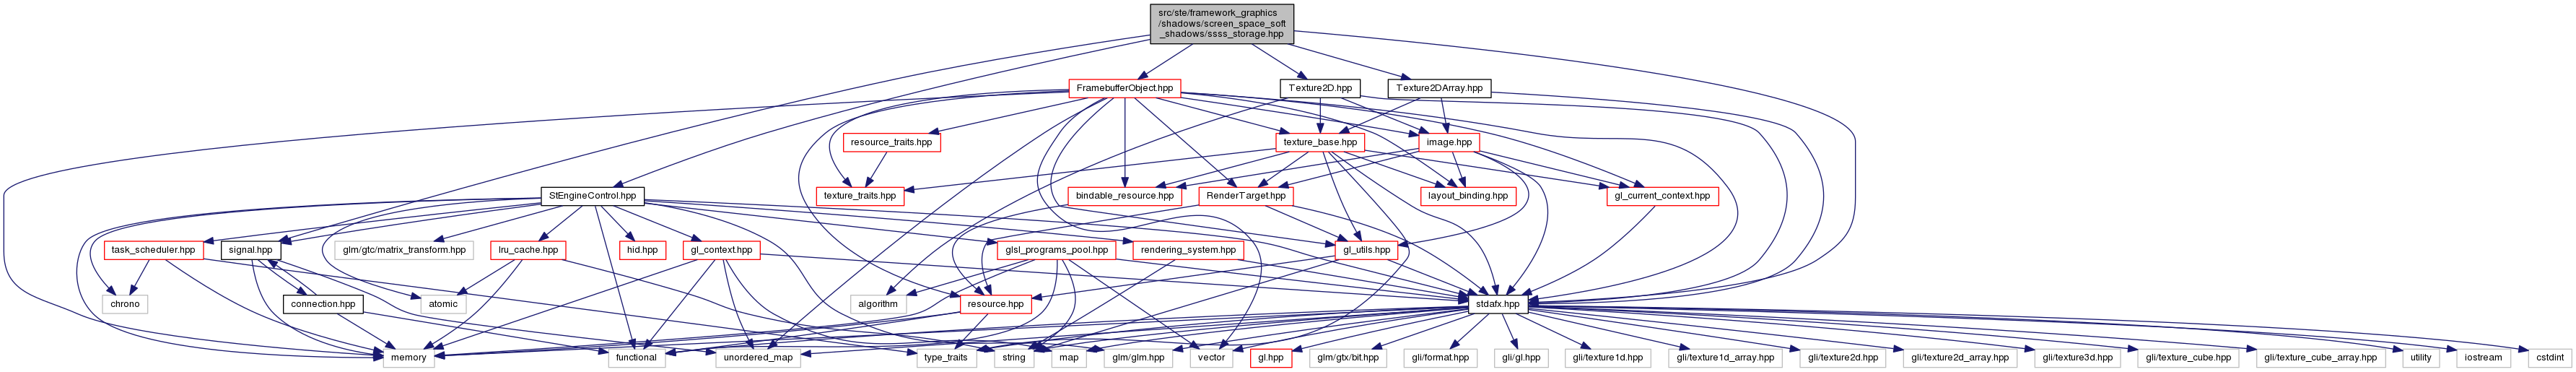 src/ste/framework_graphics
/shadows/screen_space_soft
_shadows/ssss_storage.hpp
FramebufferObject.hpp
Texture2D.hpp
Texture2DArray.hpp
resource_traits.hpp
texture_base.hpp
image.hpp
StEngineControl.hpp
texture_traits.hpp
bindable_resource.hpp
RenderTarget.hpp
layout_binding.hpp
gl_current_context.hpp
task_scheduler.hpp
signal.hpp
glm/gtc/matrix_transform.hpp
lru_cache.hpp
hid.hpp
gl_context.hpp
glsl_programs_pool.hpp
rendering_system.hpp
gl_utils.hpp
chrono
connection.hpp
atomic
algorithm
resource.hpp
stdafx.hpp
memory
functional
unordered_map
type_traits
string
map
glm/glm.hpp
vector
gl.hpp
glm/gtx/bit.hpp
gli/format.hpp
gli/gl.hpp
gli/texture1d.hpp
gli/texture1d_array.hpp
gli/texture2d.hpp
gli/texture2d_array.hpp
gli/texture3d.hpp
gli/texture_cube.hpp
gli/texture_cube_array.hpp
utility
iostream
cstdint